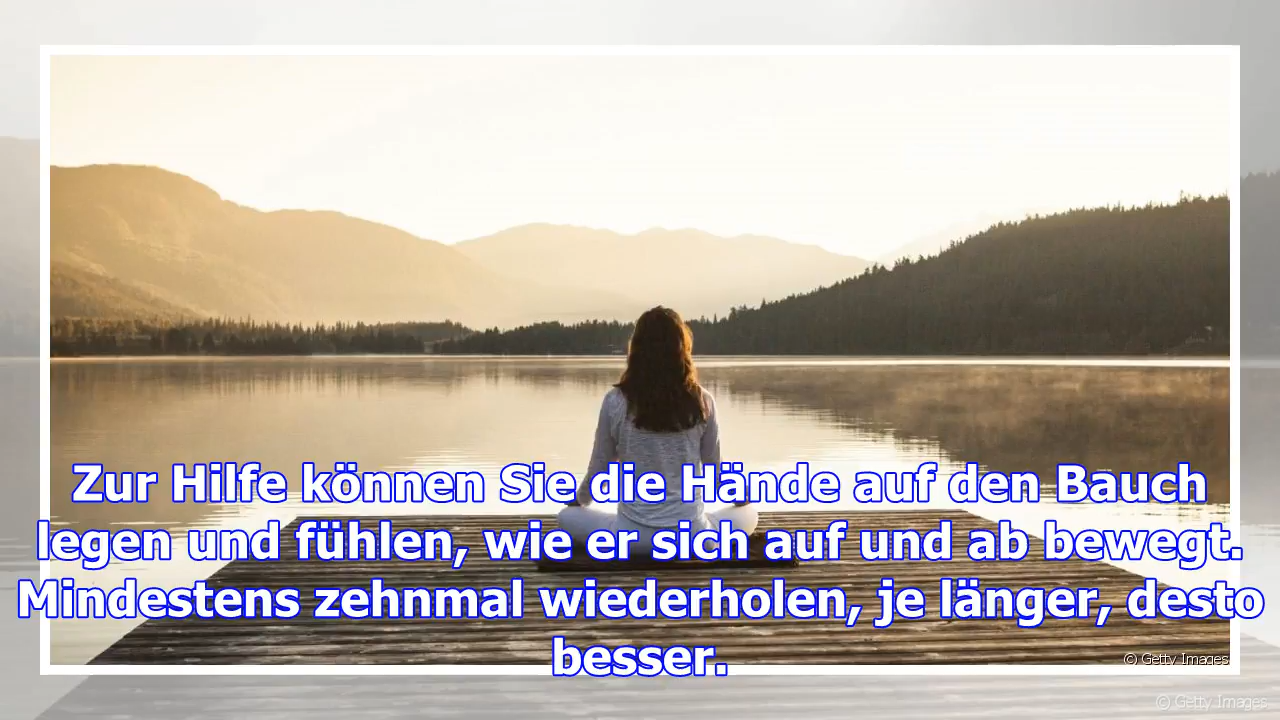 Zur Hilfe können Sie die Hände auf den Bauch
legen und fühlen, wie er sich auf und ab bewegt.
Mindestens zehnmal wiederholen, je länger, desto
besser.
© Getty Images
© Getty Images